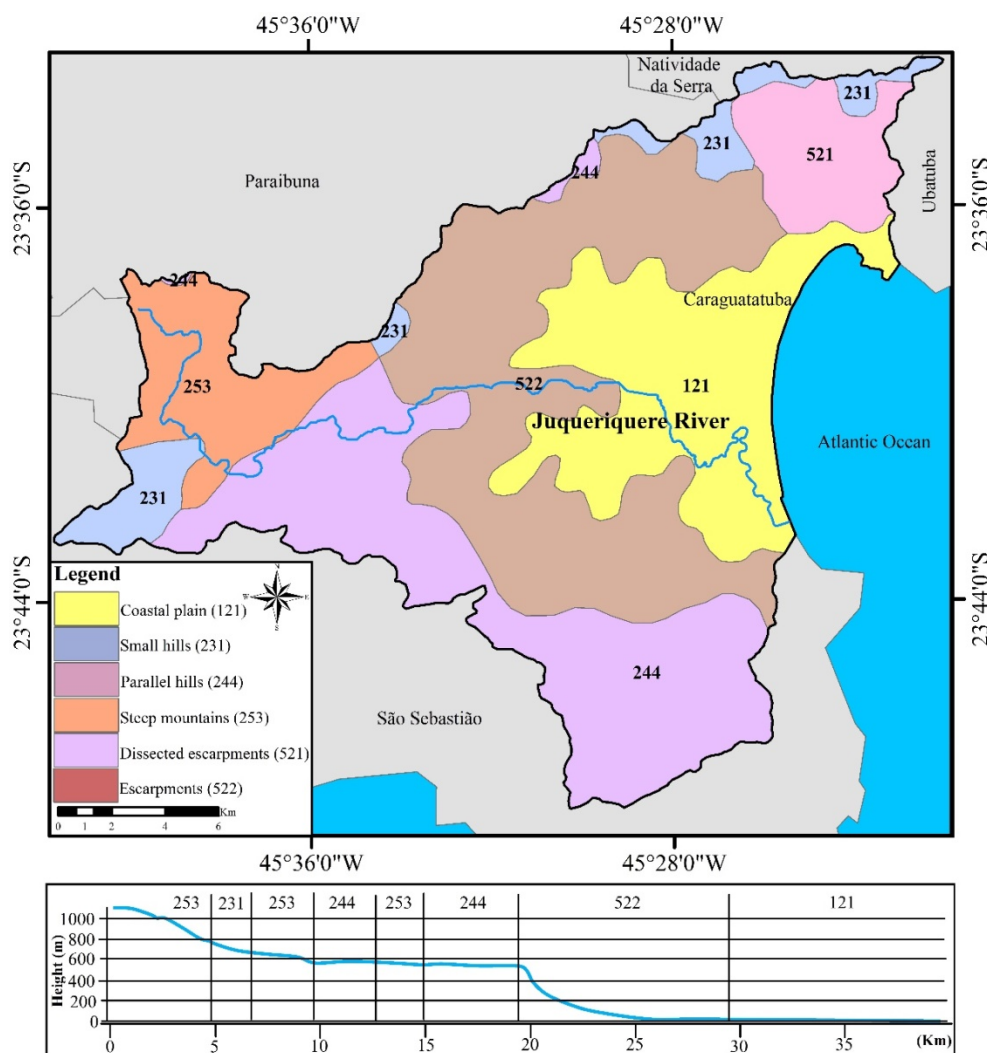 45°36'0"W
45°28'0"W
Natividade
da Serra
231
231
521
244
Paraibuna
Ubatuba
23°36'0"S
23°36'0"S
244
Caraguatatuba
231
253
522
121
Juqueriquere River
Atlantic Ocean
231
Legend
N
W
E
S
Coastal plain (121)
Small hills (231)
Parallel hills (244)
Steep mountains (253)
Dissected escarpments (521)
Escarpments (522)
Km
0 1 2 4 6
23°44'0"S
23°44'0"S
244
São Sebastião
45°36'0"W
45°28'0"W
253 231 253 244 253 244 522 121
Height (m)
1000
800
600
400
200
0
0 5 10 15 20 25 30 35 (Km)